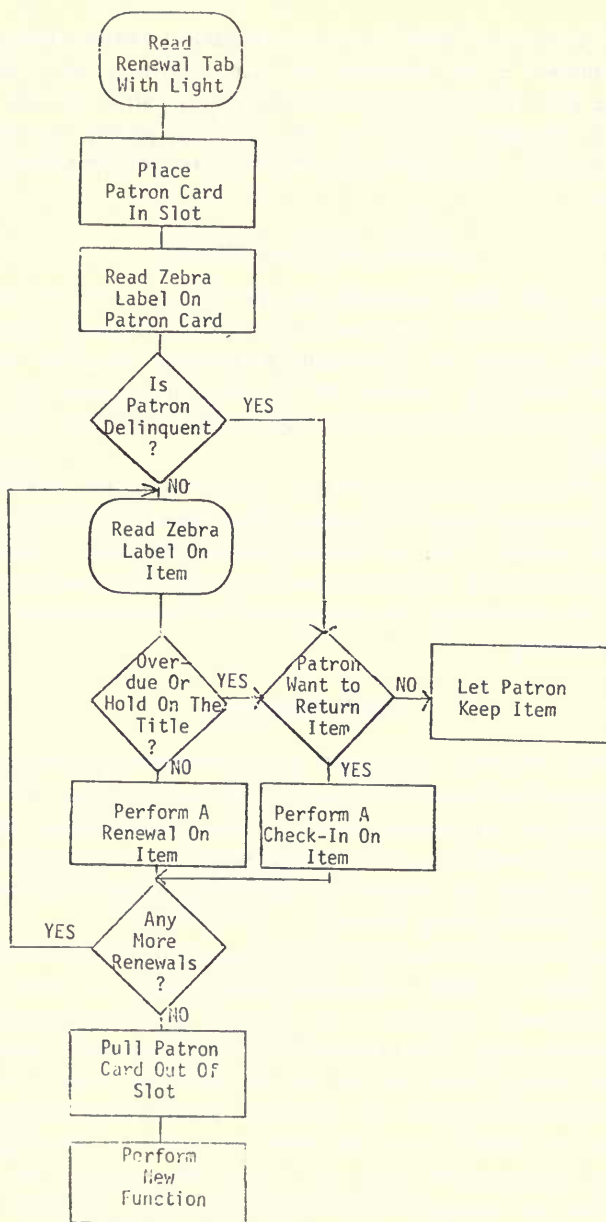 Read
Renewal Tab
With Light
Place
Patron Card
In Slot
Read Zebra
Label On
Patron Card
Is
Patron
Delinquent
?
YES
NO
Read Zebra
Label On
Item
Over-
due Or
Hold On The
Title
?
YES
NO
Patron
Want to
Return
Item
NO
YES
Let Patron
Keep Item
Perform A
Renewal On
Item
Perform A
Check-In On
Item
Any
More
Renewals
?
YES
NO
Pull Patron
Card Out Of
Slot
Perform
New
Function